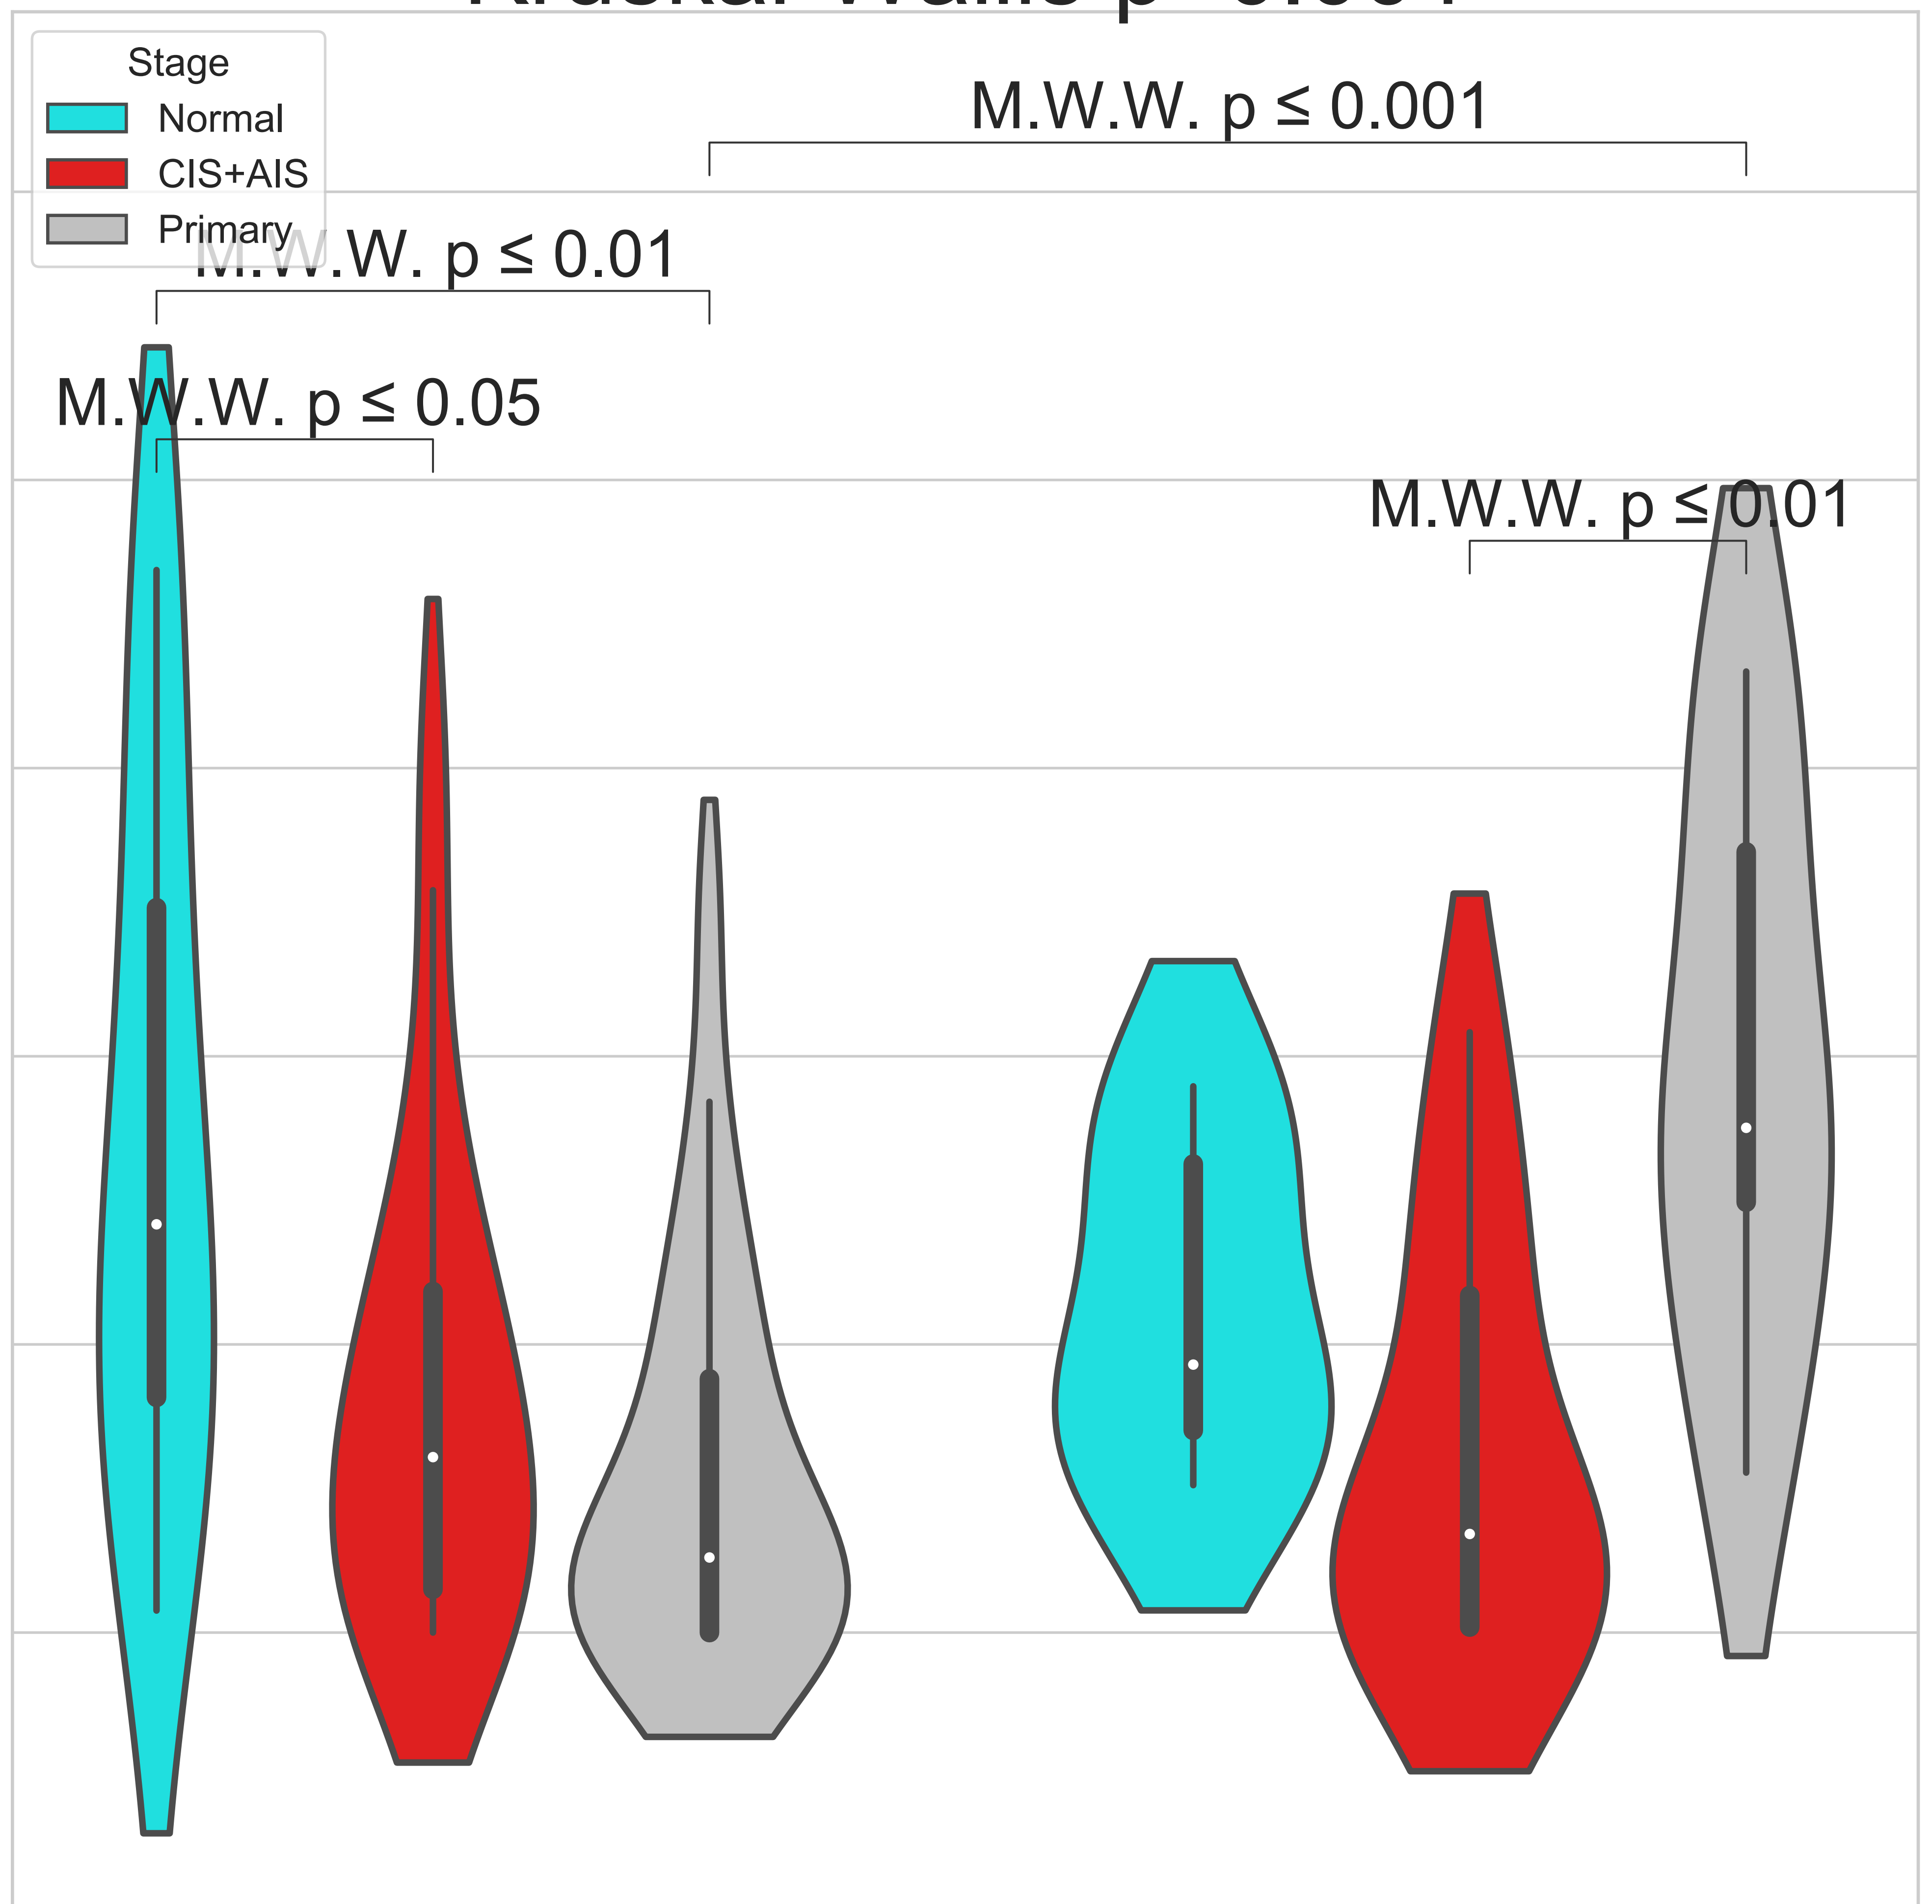 Stage
Normal
CIS+AIS
Primary
M.W.W. p ≤ 0.001
M.W.W. p ≤ 0.01
M.W.W. p ≤ 0.05
M.W.W. p ≤ 0.01